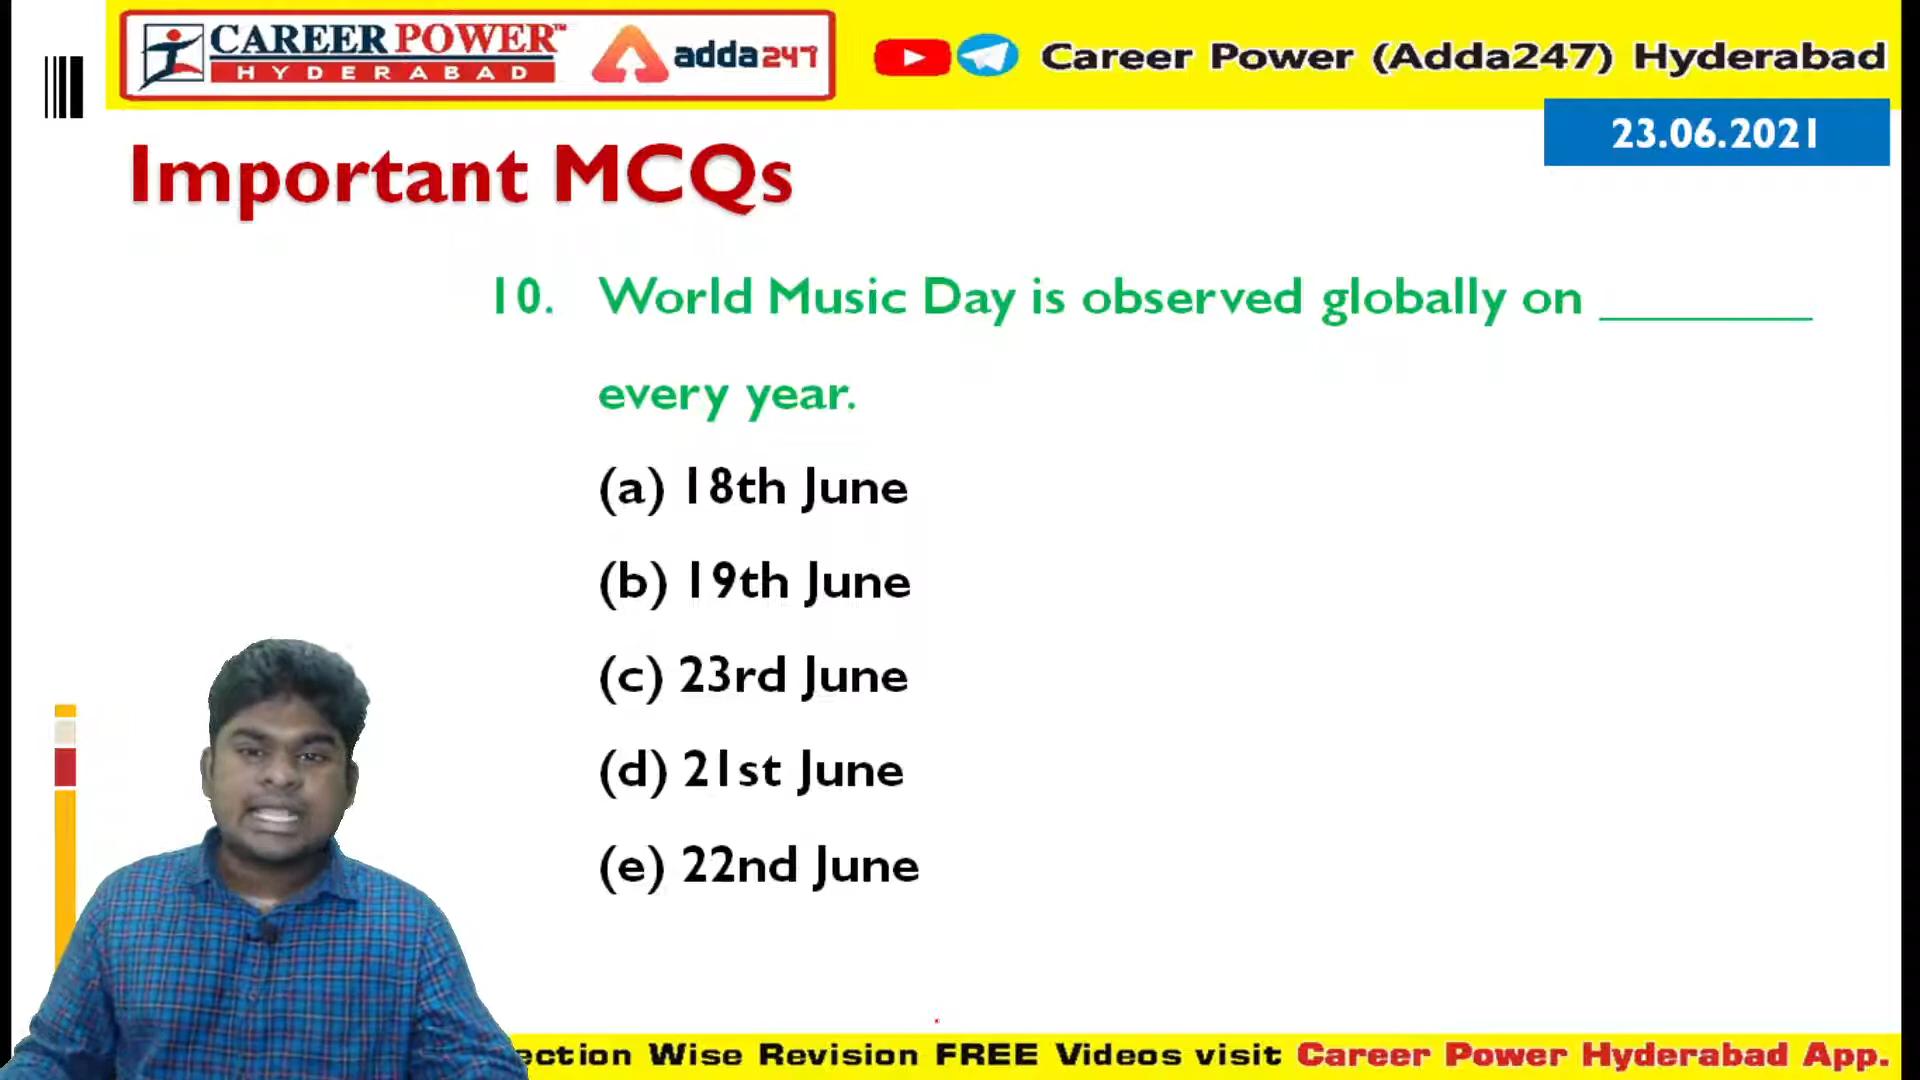 CAREER POWER™
HYDERABAD
adda247
Career Power (Adda247) Hyderabad
23.06.2021
Important MCQs
10. World Music Day is observed globally on ________
every year.
(a) 18th June
(b) 19th June
(c) 23rd June
(d) 21st June
(e) 22nd June
ection Wise Revision FREE Videos visit Career Power Hyderabad App.